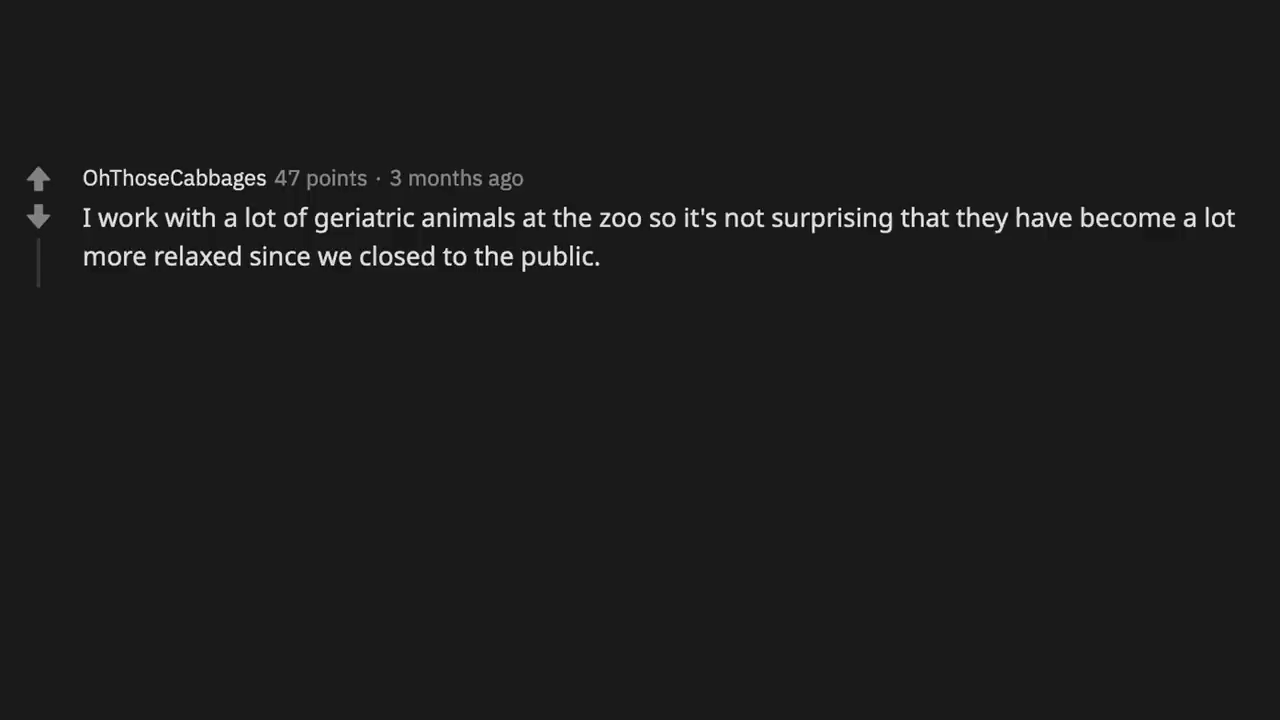 OhThoseCabbages 47 points · 3 months ago
I work with a lot of geriatric animals at the zoo so it's not surprising that they have become a lot
more relaxed since we closed to the public.